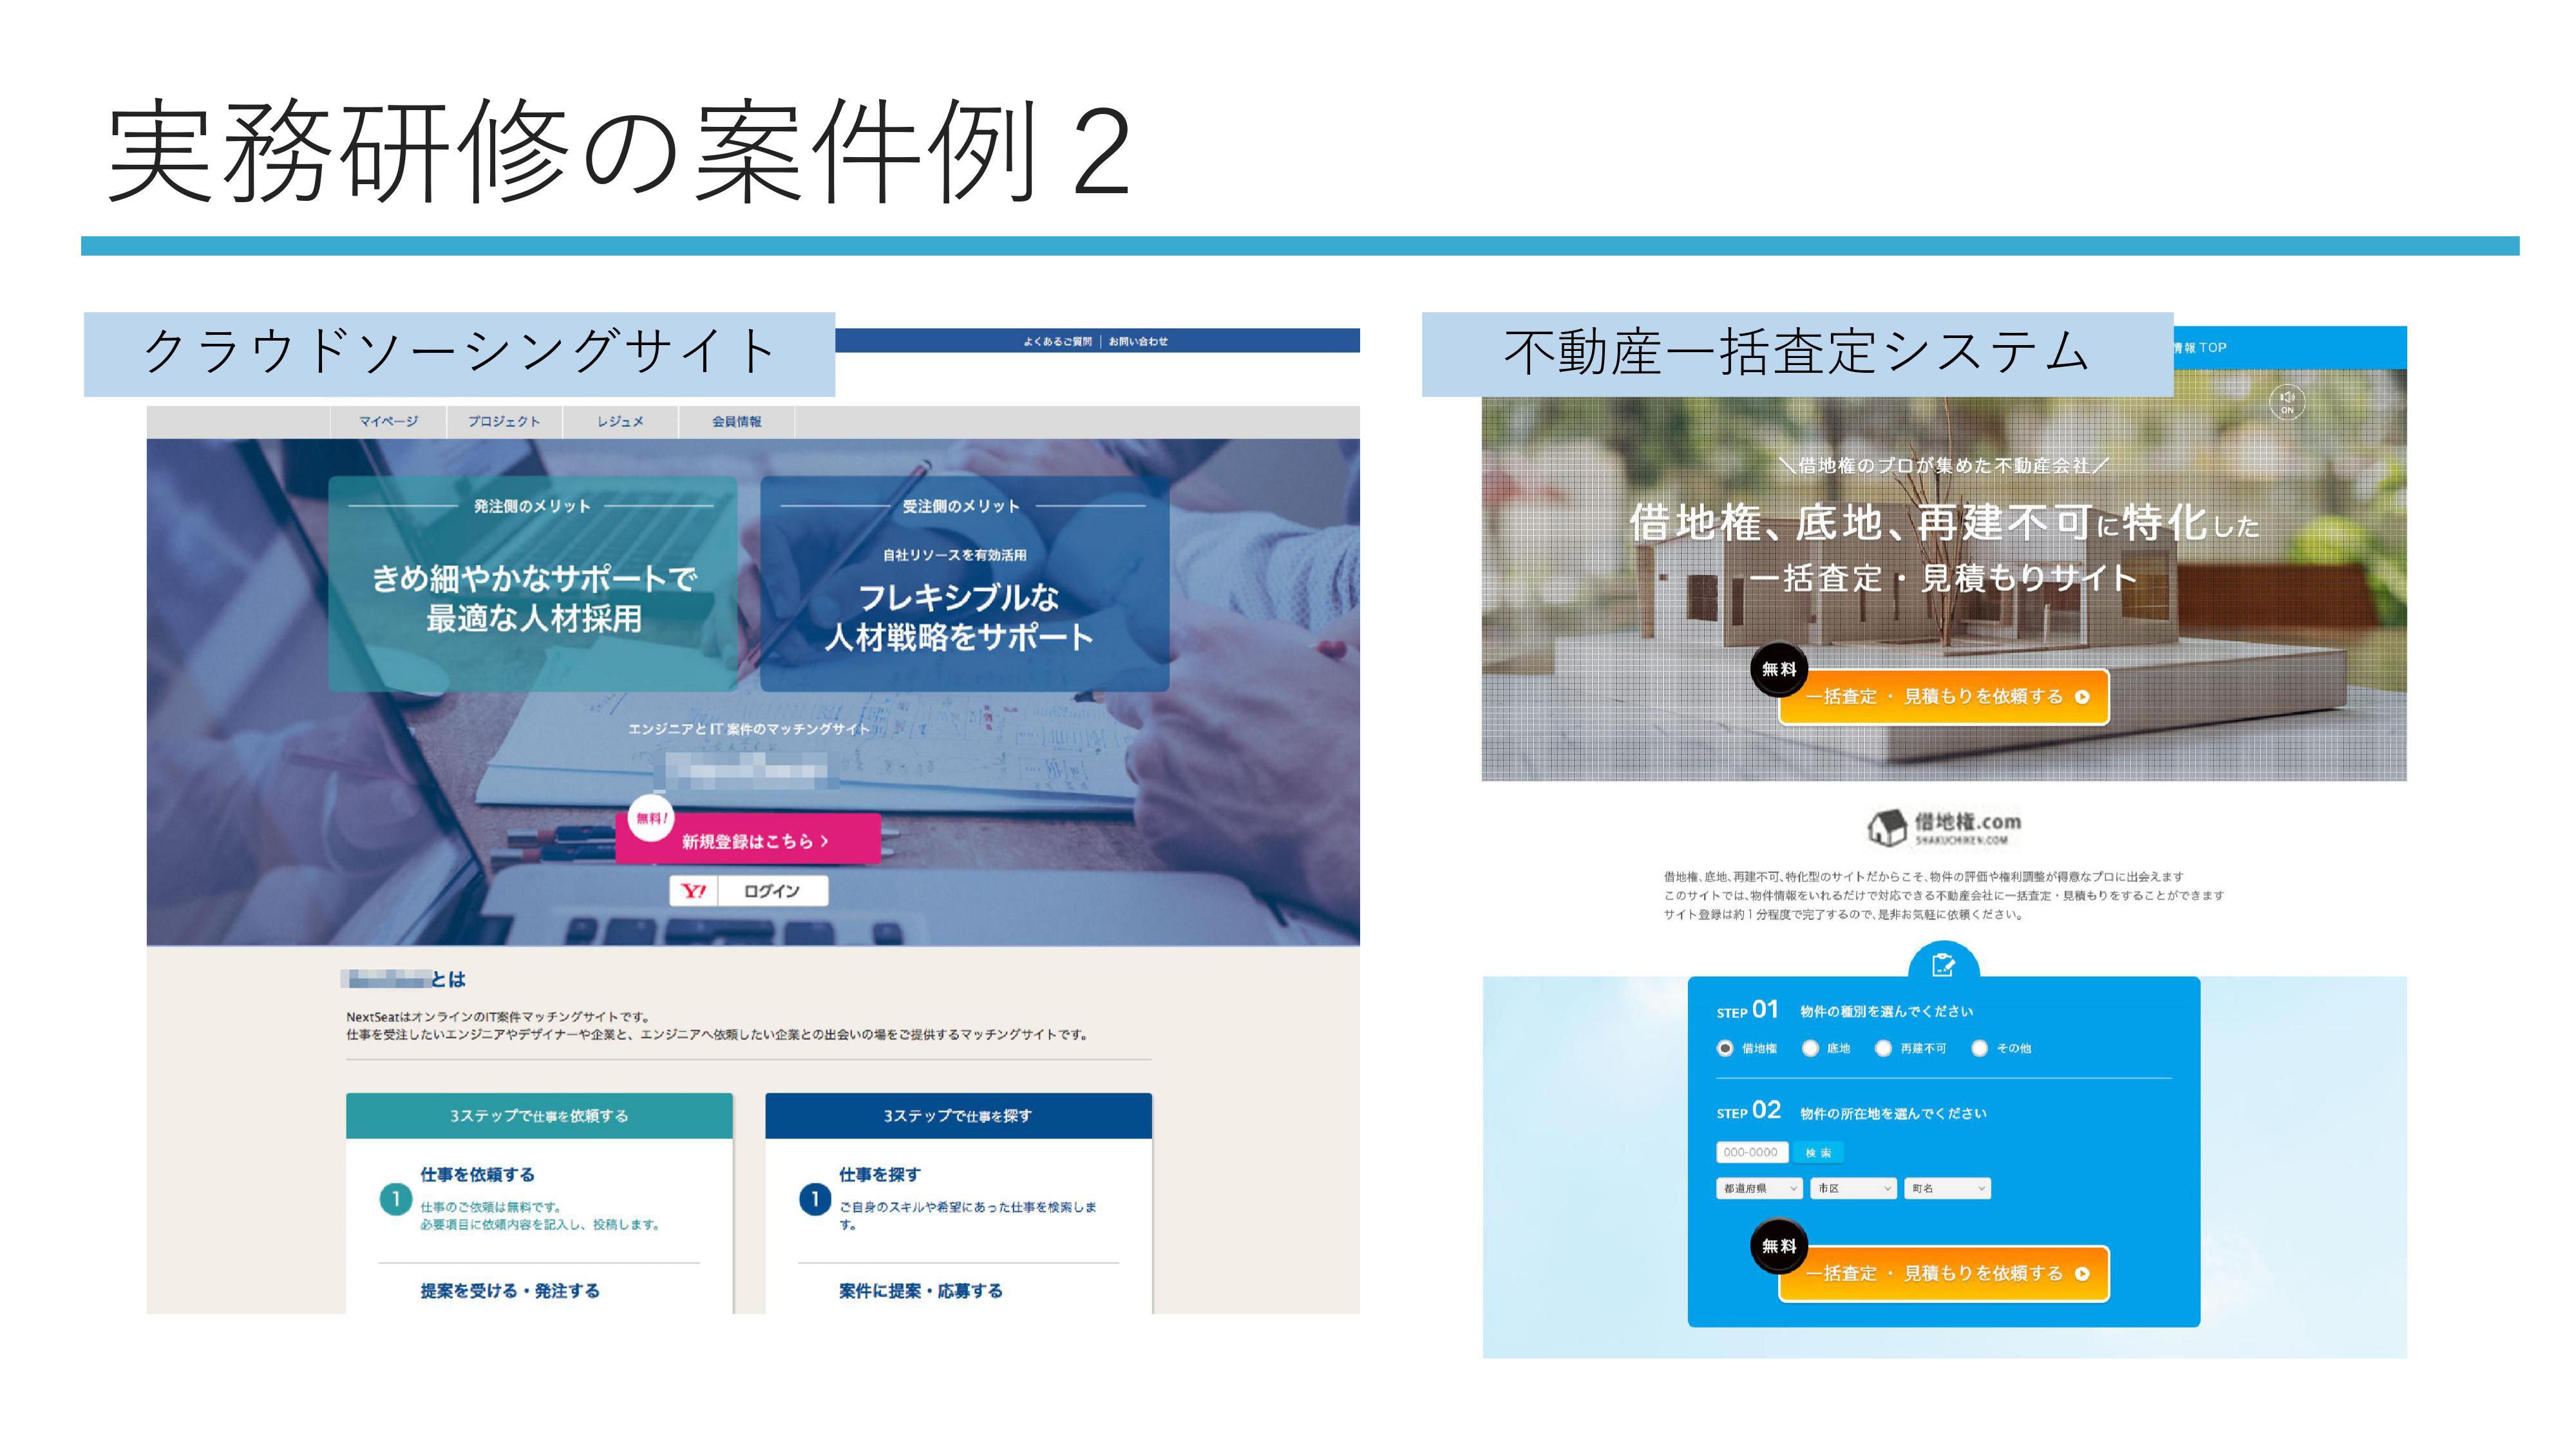 実務研修の案件例２
クラウドソーシングサイト
よくあるご質問 | お問い合わせ
マイページ
プロジェクト
レジュメ
会員情報
発注側のメリット
きめ細やかなサポートで
最適な人材採用
受注側のメリット
自社リソースを有効活用
フレキシブルな
人材戦略をサポート
エンジニアとIT案件のマッチングサイト
無料!
新規登録はこちら >
Y! ログイン
とは
NextSeatはオンラインのIT案件マッチングサイトです。
仕事を受注したいエンジニアやデザイナーや企業と、エンジニアへ依頼したい企業との出会いの場をご提供するマッチングサイトです。
3ステップで仕事を依頼する
1
仕事を依頼する
仕事のご依頼は無料です。
必要項目に依頼内容を記入し、投稿します。
提案を受ける・発注する
3ステップで仕事を探す
1
仕事を探す
ご自身のスキルや希望にあった仕事を検索しま
す。
案件に提案・応募する
不動産一括査定システム
情報 TOP
ON
＼借地権のプロが集めた不動産会社／
借地権、底地、再建不可に特化した
一括査定・見積もりサイト
無料
一括査定・見積もりを依頼する
借地権.com
SHAKUCHIKEN.COM
借地権、底地、再建不可、特化型のサイトだからこそ、物件の評価や権利調整が得意なプロに出会えます
このサイトでは、物件情報をいれるだけで対応できる不動産会社に一括査定・見積もりをすることができます
サイト登録は約1分程度で完了するので、是非お気軽に依頼ください。
STEP 01 物件の種別を選んでください
借地権 底地 再建不可 その他
STEP 02 物件の所在地を選んでください
000-0000 検索
都道府県 市区 町名
無料
一括査定・見積もりを依頼する